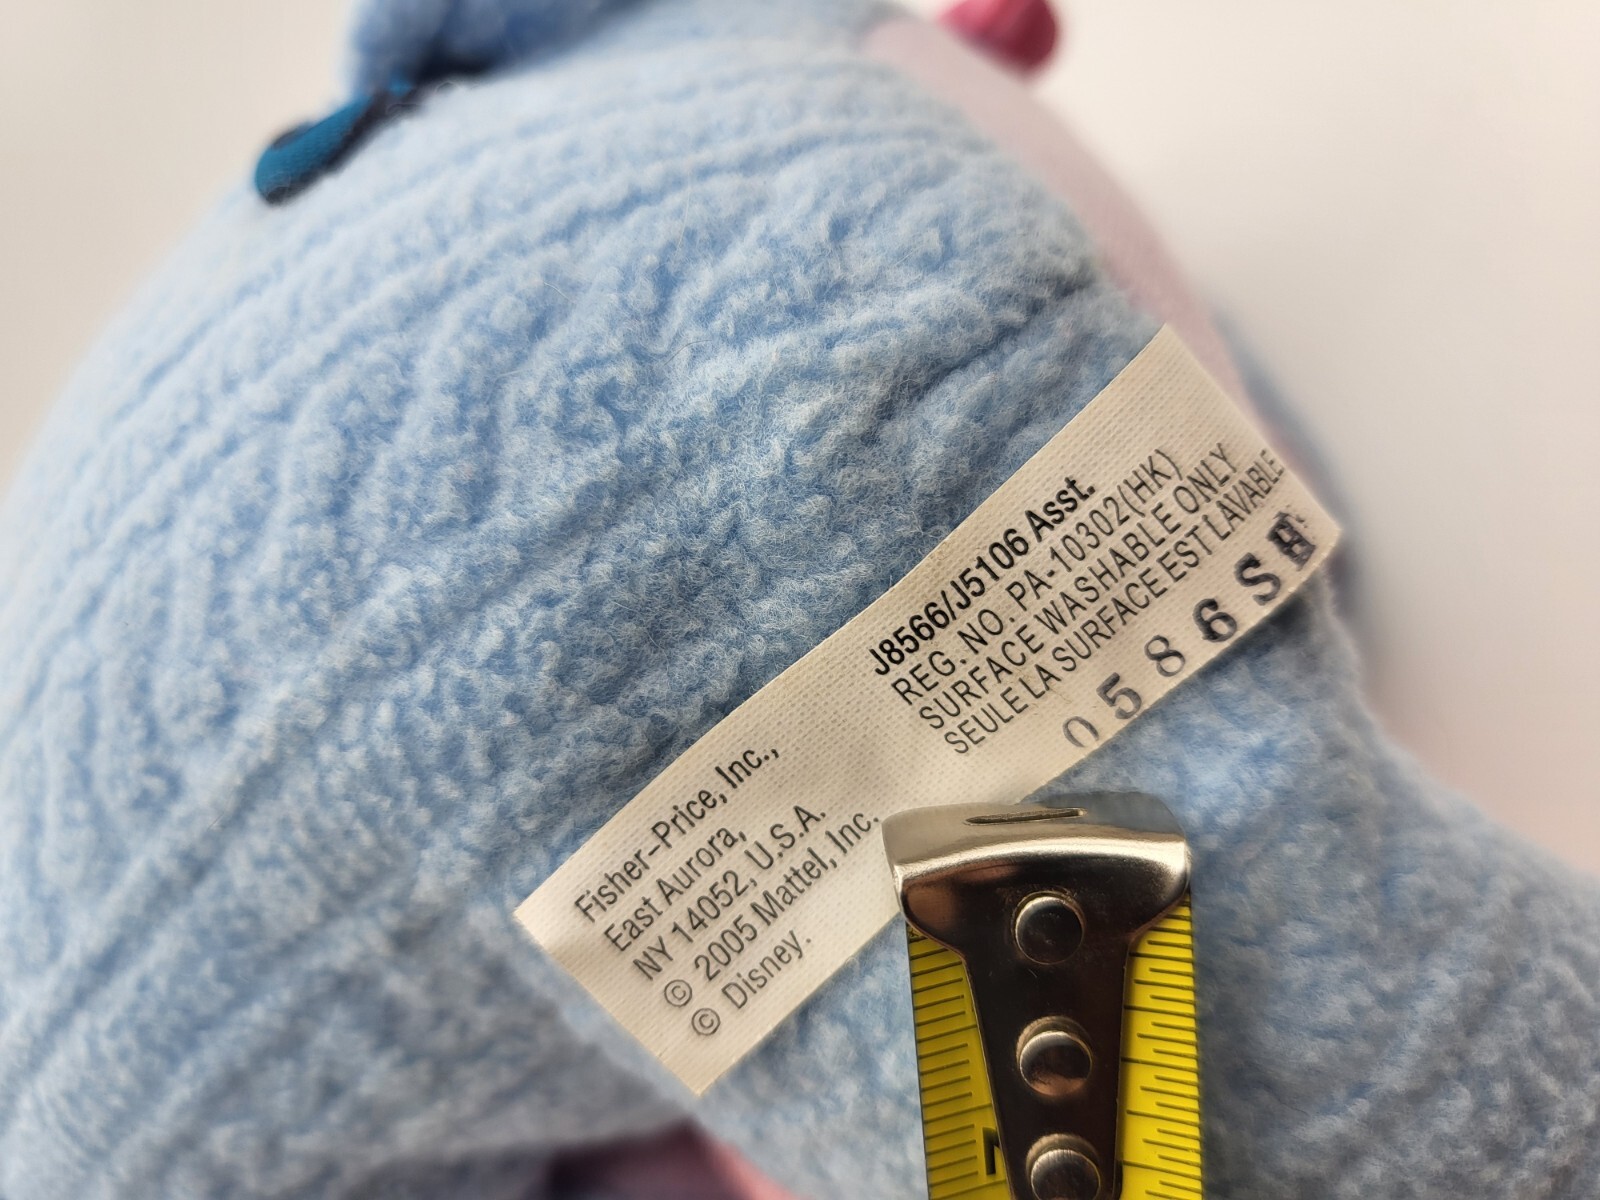 Fisher-Price, Inc.,
East Aurora,
NY 14052, U.S.A.
© 2005 Mattel, Inc.
© Disney.
J8566/J5106 Asst.
REG. NO. PA-10302(HK)
SURFACE WASHABLE ONLY
SEULE LA SURFACE EST LAVABLE
0586SH